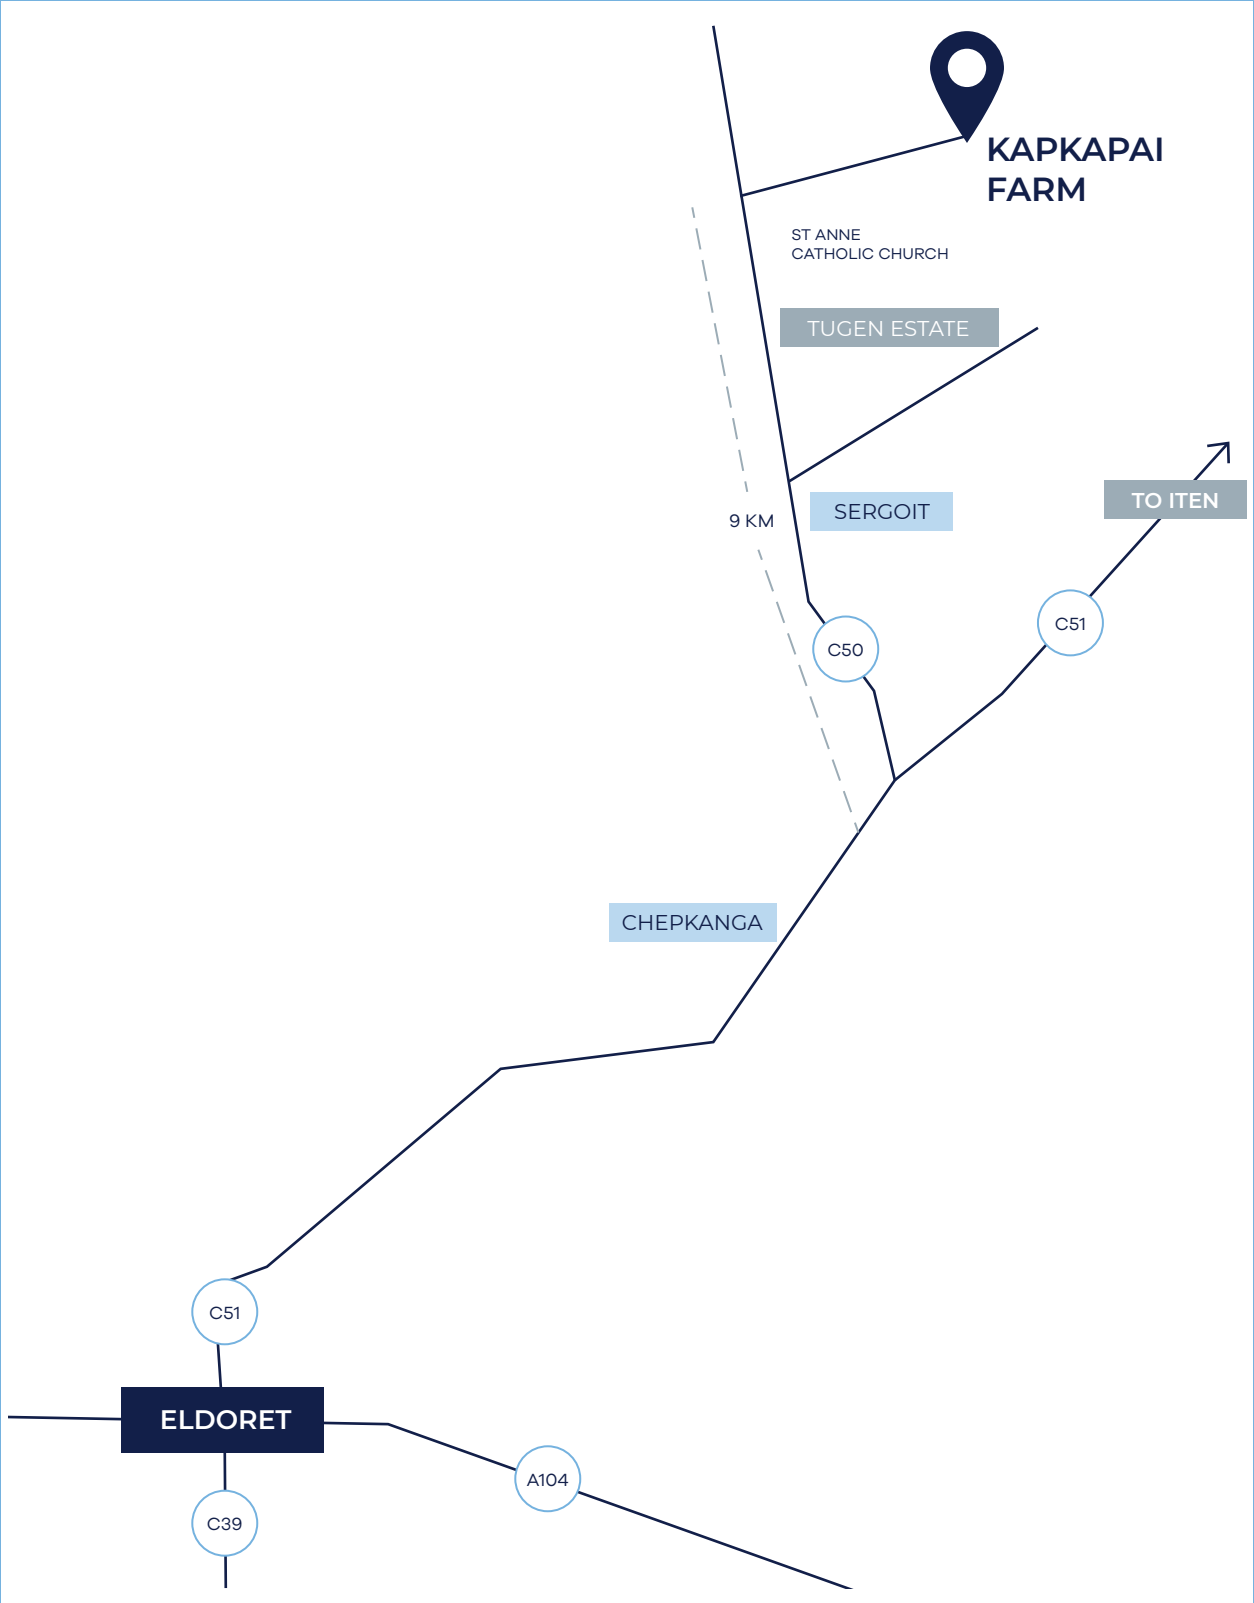 KAPKAPAI
FARM
ST ANNE
CATHOLIC CHURCH
TUGEN ESTATE
TO ITEN
SERGOIT
9 KM
C51
C50
CHEPKANGA
C51
ELDORET
A104
C39